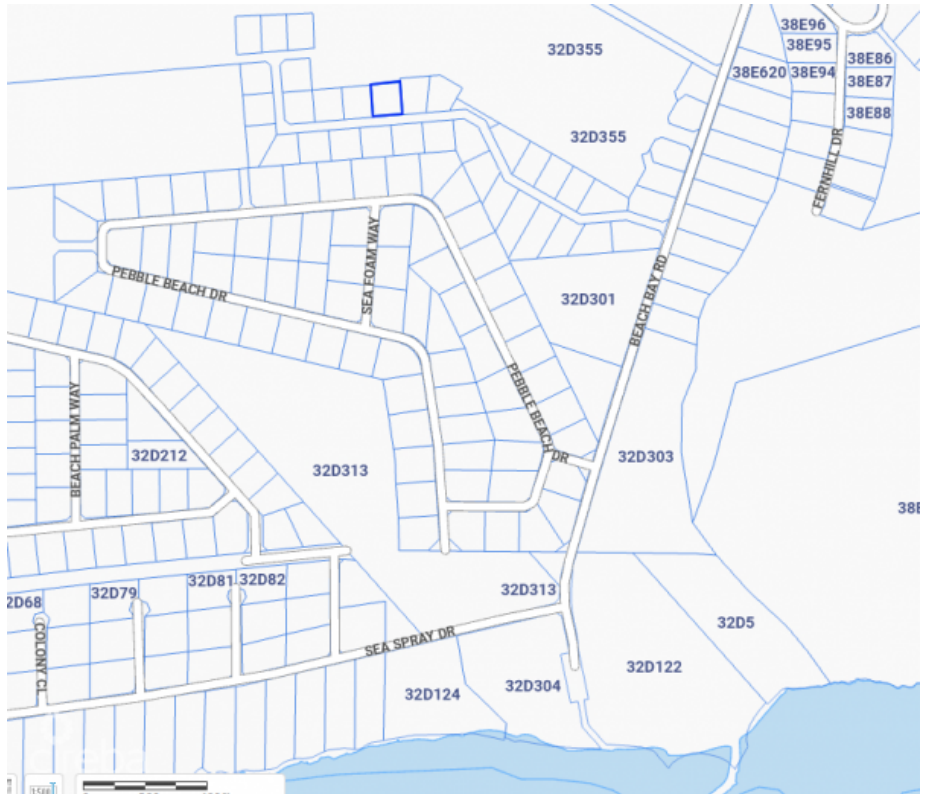 38E96
38E95
32D355
38E86
38E620
38E94
38E87
38E88
32D355
FERNHILL DR
SEA FOAM WAY
PEBBLE BEACH DR
32D301
BEACH BAY RD
PEBBLE BEACH DR
BEACH PALM WAY
32D212
32D313
32D303
32D81
32D82
32D79
32D313
32D68
COLONY CL
SEA SPRAY DR
32D5
32D122
32D304
32D124